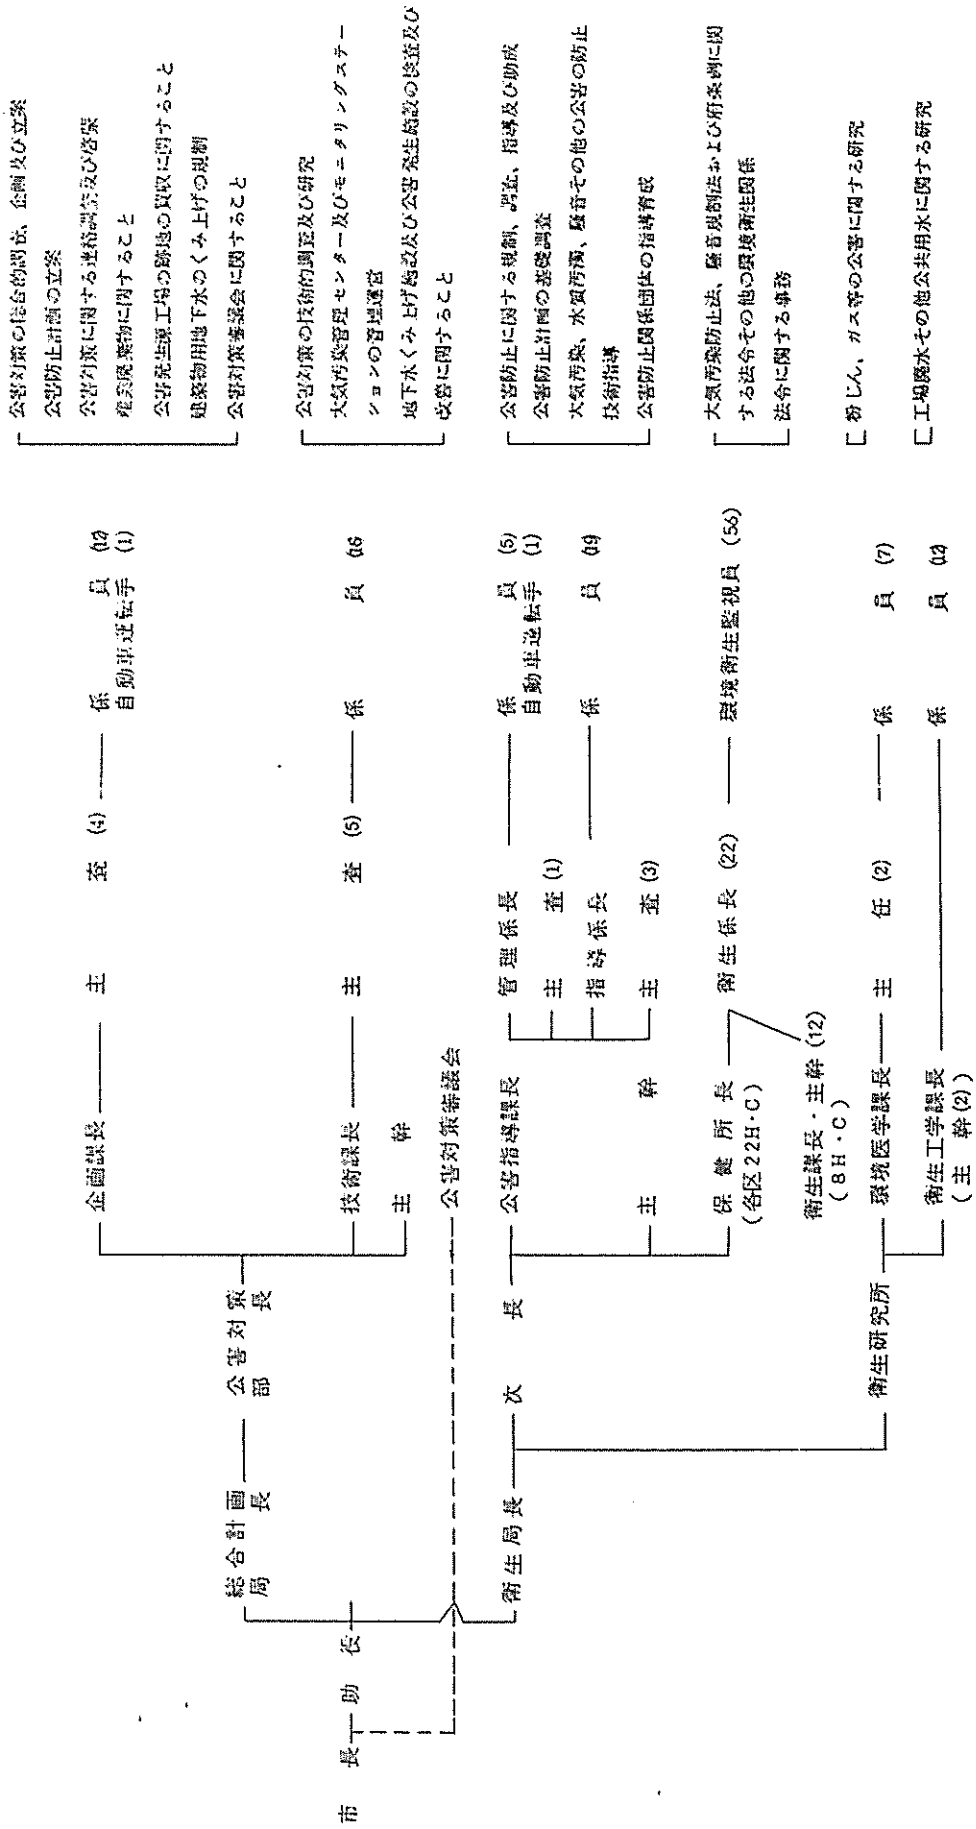 市長
助役
総合計画局長
公害対策部長
企画課長
主査 (4)
係員 (12)
自動車運転手 (1)
公害対策の総合的調査、企画及び立案
公害防止計画の立案
公害対策に関する連絡調整及び啓発
産業廃棄物に関すること
公害発生源工場の跡地の買収に関すること
建築物用地下水のくみ上げの規制
公害対策審議会に関すること
技術課長
主査 (5)
係員 (16)
主幹
公害対策の技術的調査及び研究
大気汚染管理センター及びモニタリングステー
ションの管理運営
地下水くみ上げ施設及び公害発生施設の検査及び
改善に関すること
公害対策審議会
衛生局長
次長
公害指導課長
管理係長
係員 (5)
自動車運転手 (1)
主査 (1)
指導係長
係員 (19)
主査 (3)
主幹
公害防止に関する規制、調査、指導及び助成
公害防止計画の基礎調査
大気汚染、水質汚濁、騒音その他の公害の防止
技術指導
公害防止関係団体の指導育成
保健所長
(各区22H・C)
衛生係長 (22)
環境衛生監視員 (56)
衛生課長・主幹 (12)
(8H・C)
大気汚染防止法、騒音規制法および府条例に関
する法令その他の環境衛生関係
法令に関する事務
衛生研究所
環境医学課長
主任 (2)
係員 (7)
粉じん、ガス等の公害に関する研究
衛生工学課長
(主幹(2))
係員 (12)
工場廃水その他公共用水に関する研究